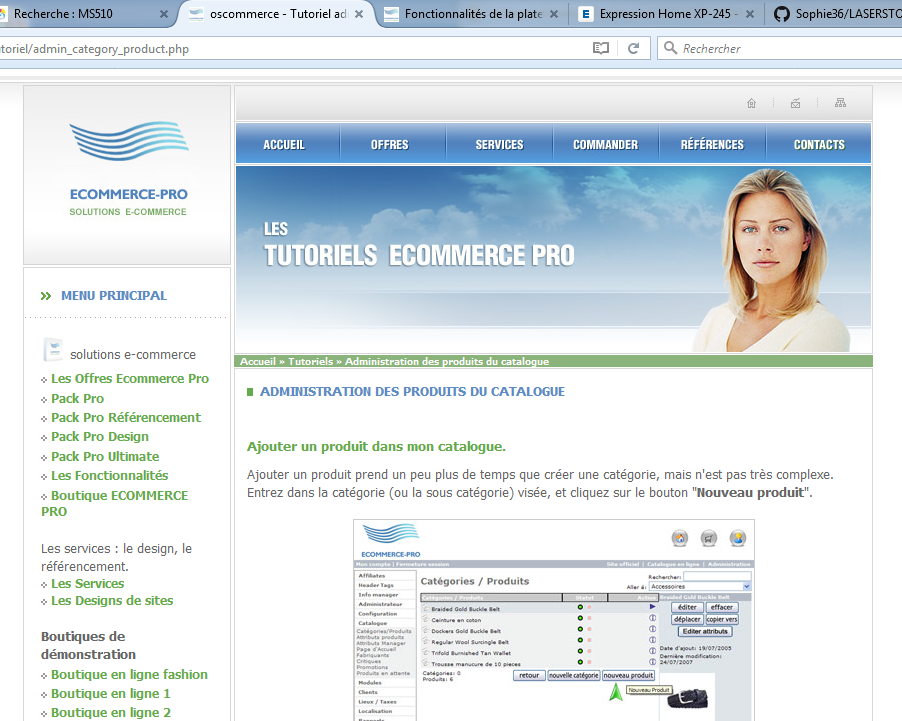 Recherche : MS510
oscommerce - Tutoriel ad
Fonctionnalités de la plate
Expression Home XP-245 -
Sophie36/LASERSTO
toriel/admin_category_product.php
Rechercher
ECOMMERCE-PRO
SOLUTIONS E-COMMERCE
ACCUEIL
OFFRES
SERVICES
COMMANDER
RÉFÉRENCES
CONTACTS
LES
TUTORIELS ECOMMERCE PRO
MENU PRINCIPAL
solutions e-commerce
Les Offres Ecommerce Pro
Pack Pro
Pack Pro Référencement
Pack Pro Design
Pack Pro Ultimate
Les Fonctionnalités
Boutique ECOMMERCE
PRO
Les services : le design, le
référencement.
Les Services
Les Designs de sites
Boutiques de
démonstration
Boutique en ligne fashion
Boutique en ligne 1
Boutique en ligne 2
Accueil » Tutoriels » Administration des produits du catalogue
ADMINISTRATION DES PRODUITS DU CATALOGUE
Ajouter un produit dans mon catalogue.
Ajouter un produit prend un peu plus de temps que créer une catégorie, mais n'est pas très complexe.
Entrez dans la catégorie (ou la sous catégorie) visée, et cliquez sur le bouton "Nouveau produit".
ECOMMERCE-PRO
Mon compte | Fermeture session
Site officiel | Catalogue en ligne | Administration
Affiliates
Header Tags
Info manager
Administrateur
Configuration
Catalogue
Catégories/Produits
Attributs produits
Attributs Manager
Page d'Accueil
Fabriquants
Critiques
Promotions
Produits en attente
Modules
Clients
Lieux / Taxes
Localisation
Catégories / Produits
Rechercher:
Aller à : Accessoires
Catégories / Produits
Statut
Action
Braided Gold Buckle Belt
Braided Gold Buckle Belt
Ceinture en coton
Dockers Gold Buckle Belt
Regular Wool Surcingle Belt
Trifold Burnished Tan Wallet
Trousse manucure de 10 pieces
Catégories: 0
Produits: 6
retour
nouvelle catégorie
nouveau produit
Nouveau Produit
éditer
effacer
déplacer
copier vers
Editer attributs
Date d'ajout: 19/07/2005
Dernière modification:
24/07/2007